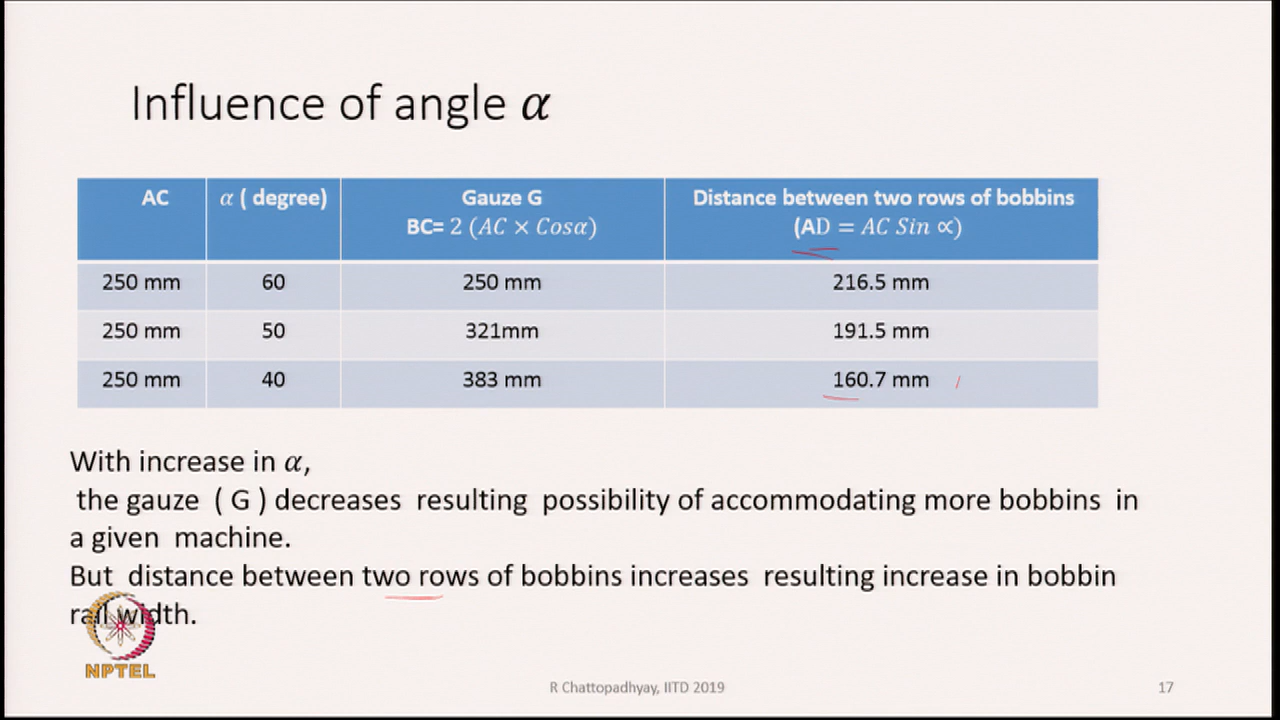 Influence of angle α
AC α ( degree) Gauze G Distance between two rows of bobbins
BC= 2 (AC × Cosα) (AD = AC Sin ∝)
250 mm 60 250 mm 216.5 mm
250 mm 50 321mm 191.5 mm
250 mm 40 383 mm 160.7 mm
With increase in α,
the gauze ( G ) decreases resulting possibility of accommodating more bobbins in
a given machine.
But distance between two rows of bobbins increases resulting increase in bobbin
rail width.
NPTEL
R Chattopadhyay, IITD 2019 17